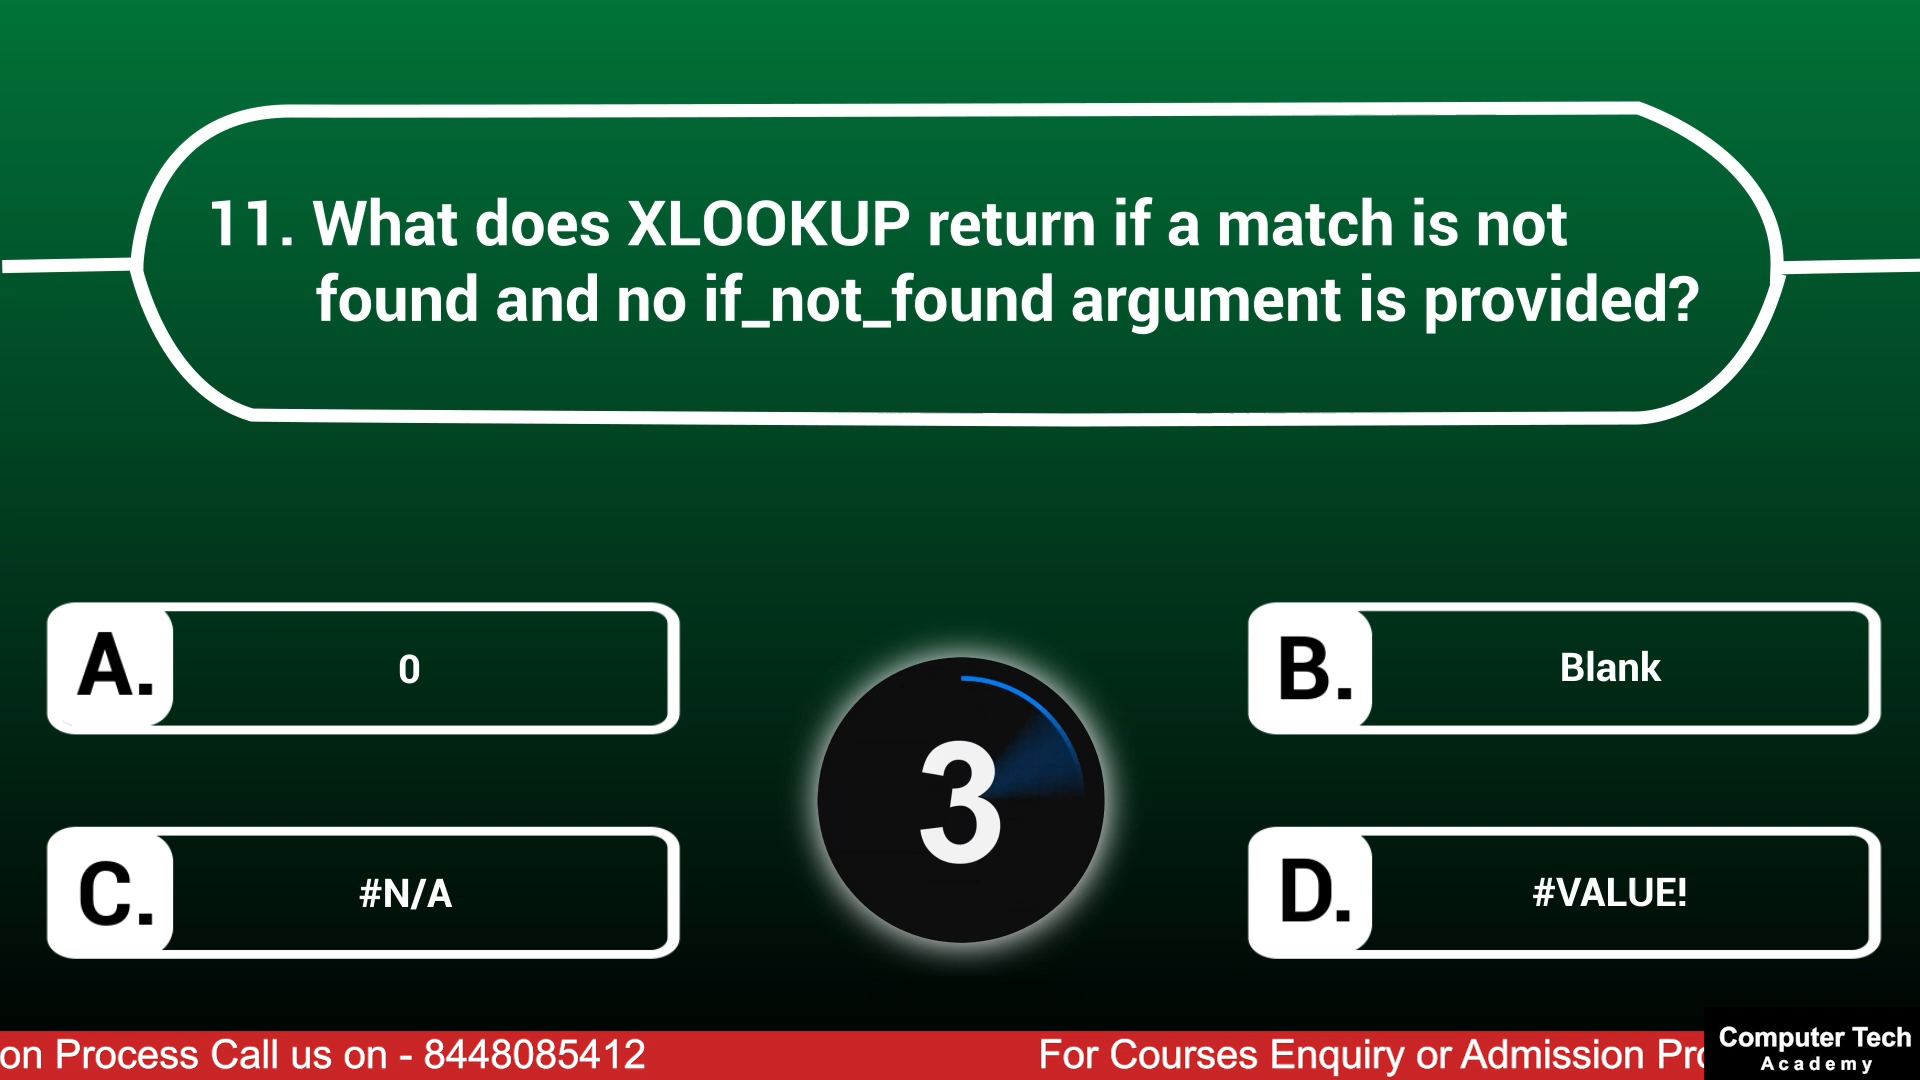 11. What does XLOOKUP return if a match is not
found and no if_not_found argument is provided?
A. 0
B. Blank
3
C. #N/A
D. #VALUE!
on Process Call us on - 8448085412 For Courses Enquiry or Admission Pro
Computer Tech
Academy